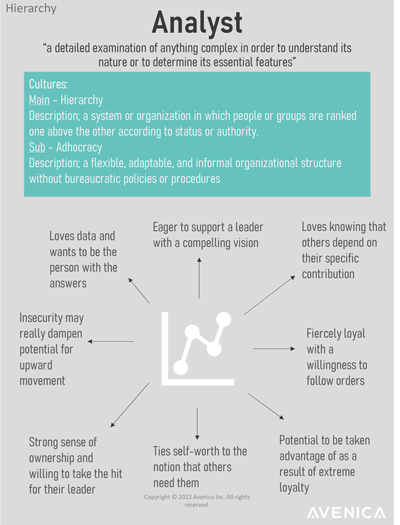 Hierarchy
Analyst
"a detailed examination of anything complex in order to understand its
nature or to determine its essential features"
Cultures:
Main – Hierarchy
Description; a system or organization in which people or groups are ranked
one above the other according to status or authority.
Sub – Adhocracy
Description; a flexible, adaptable, and informal organizational structure
without bureaucratic policies or procedures
Loves data and
wants to be the
person with the
answers
Eager to support a leader
with a compelling vision
Loves knowing that
others depend on
their specific
contribution
Insecurity may
really dampen
potential for
upward
movement
Fiercely loyal
with a
willingness to
follow orders
Strong sense of
ownership and
willing to take the hit
for their leader
Ties self-worth to the
notion that others
need them
Potential to be taken
advantage of as a
result of extreme
loyalty
Copyright © 2022 Avenica Inc. All rights
reserved.
AVENICA